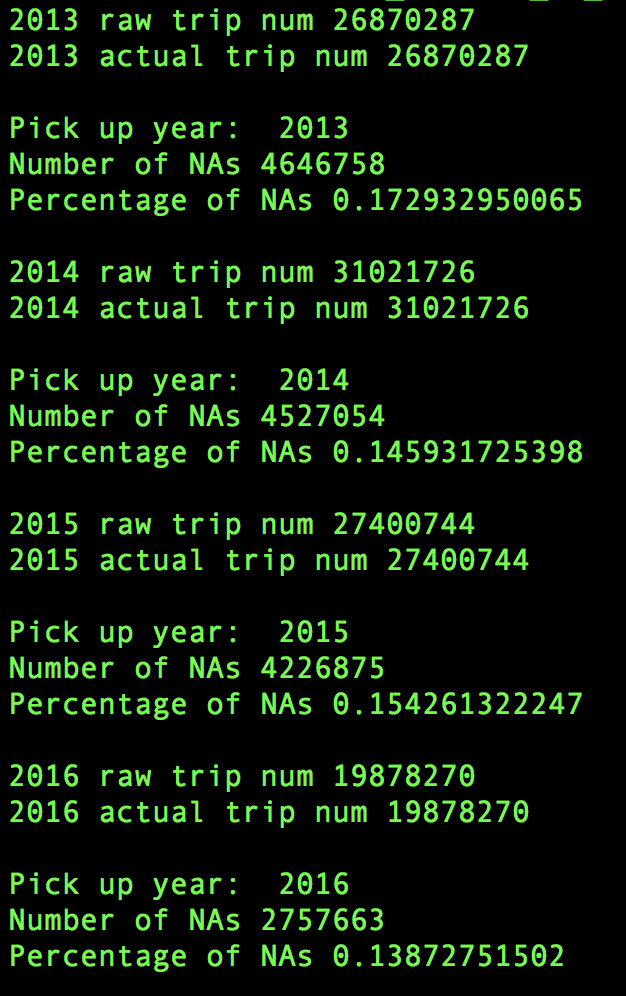 2013 raw trip num 26870287
2013 actual trip num 26870287
Pick up year:  2013
Number of NAs 4646758
Percentage of NAs 0.172932950065
2014 raw trip num 31021726
2014 actual trip num 31021726
Pick up year:  2014
Number of NAs 4527054
Percentage of NAs 0.145931725398
2015 raw trip num 27400744
2015 actual trip num 27400744
Pick up year:  2015
Number of NAs 4226875
Percentage of NAs 0.154261322247
2016 raw trip num 19878270
2016 actual trip num 19878270
Pick up year:  2016
Number of NAs 2757663
Percentage of NAs 0.13872751502